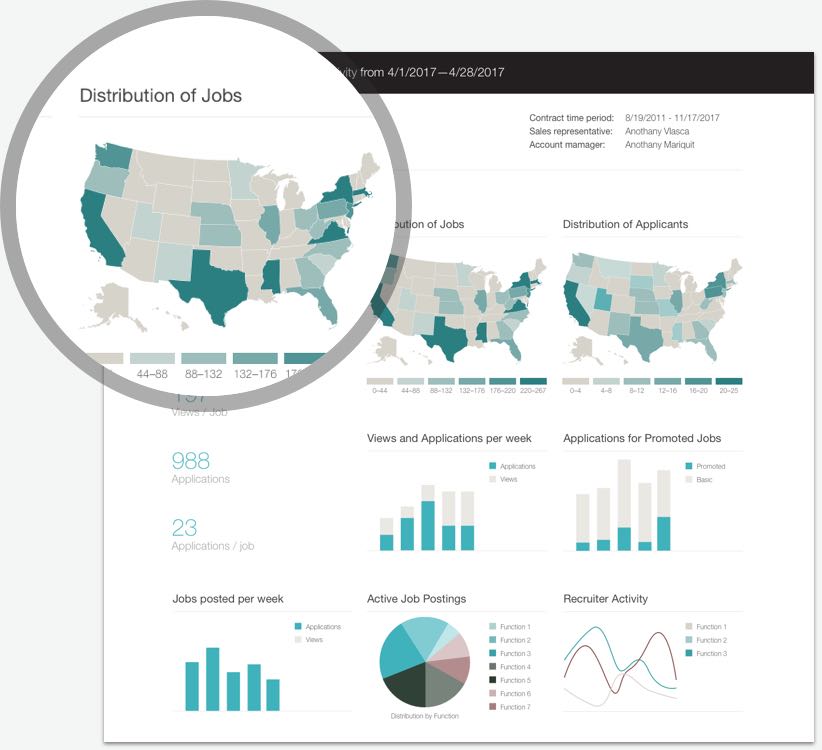 ivity from 4/1/2017—4/28/2017
Distribution of Jobs
44–88 88–132 132–176
Contract time period: 8/19/2011 - 11/17/2017
Sales representative: Anothany Vlasca
Account manager: Anothany Mariquit
bution of Jobs
0–44 44–88 88–132 132–176 176–220 220–267
Distribution of Applicants
0–4 4–8 8–12 12–16 16–20 20–25
Views / Job
988
Applications
23
Applications / job
Views and Applications per week
Applications
Views
Applications for Promoted Jobs
Promoted
Basic
Jobs posted per week
Applications
Views
Active Job Postings
Function 1
Function 2
Function 3
Function 4
Function 5
Function 6
Function 7
Distribution by Function
Recruiter Activity
Function 1
Function 2
Function 3